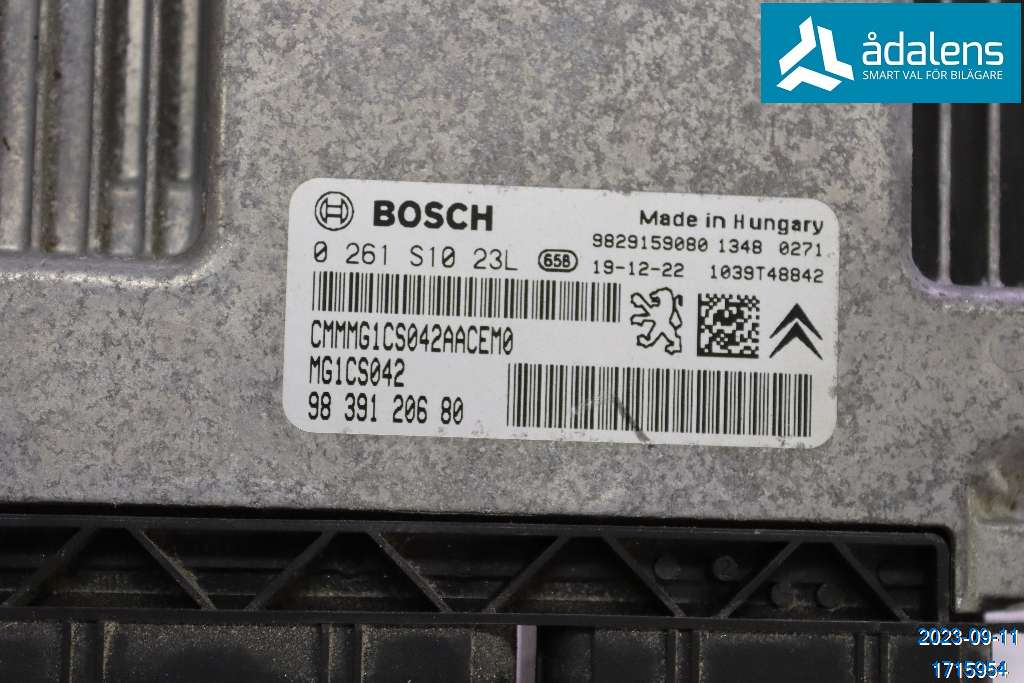 ådalens
SMART VAL FÖR BILÄGARE
BOSCH
Made in Hungary
0 261 S10 23L
658
9829159080 1348 0271
19-12-22 1039T48842
CMMMG1CS042AACEM0
MG1CS042
98 391 206 80
2023-09-11
1715954